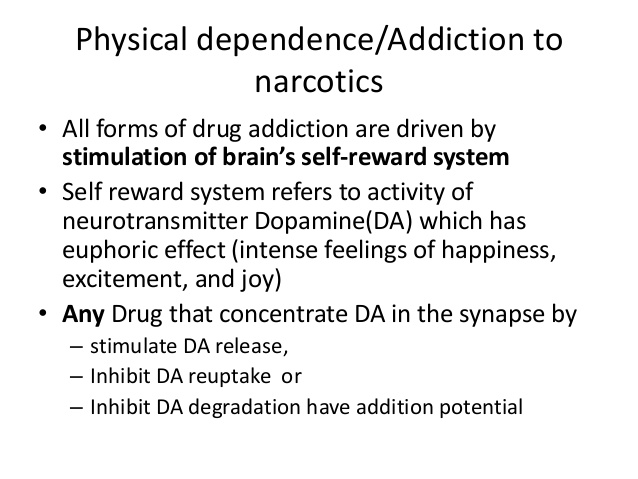 Physical dependence/Addiction to
narcotics
• All forms of drug addiction are driven by
stimulation of brain’s self-reward system
• Self reward system refers to activity of
neurotransmitter Dopamine(DA) which has
euphoric effect (intense feelings of happiness,
excitement, and joy)
• Any Drug that concentrate DA in the synapse by
– stimulate DA release,
– Inhibit DA reuptake or
– Inhibit DA degradation have addition potential